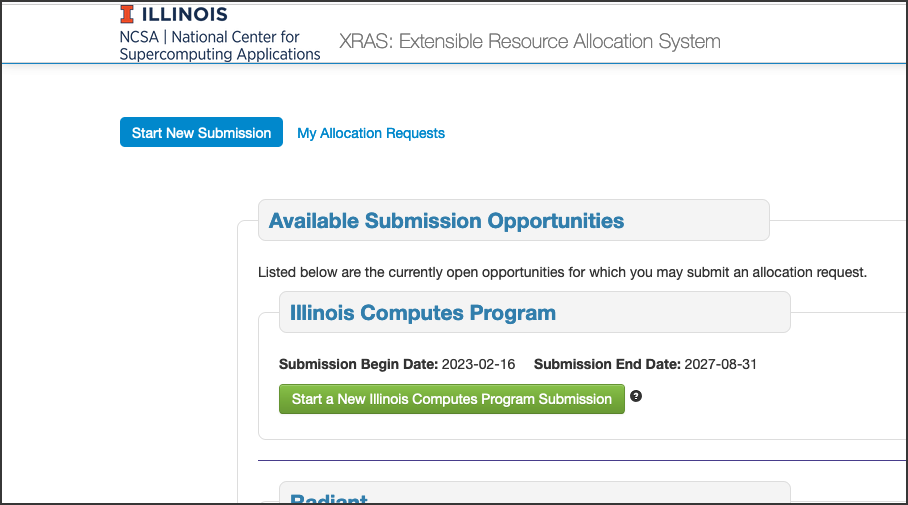 ILLINOIS
NCSA | National Center for
Supercomputing Applications
XRAS: Extensible Resource Allocation System
Start New Submission
My Allocation Requests
Available Submission Opportunities
Listed below are the currently open opportunities for which you may submit an allocation request.
Illinois Computes Program
Submission Begin Date: 2023-02-16 Submission End Date: 2027-08-31
Start a New Illinois Computes Program Submission ?
Radiant